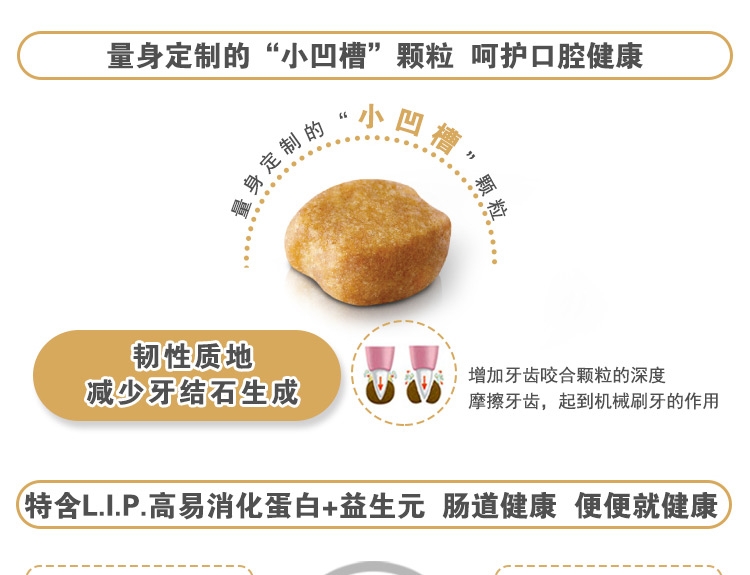 量身定制的“小凹槽”颗粒 呵护口腔健康
量身定制的“小凹槽”颗粒
韧性质地
减少牙结石生成
增加牙齿咬合颗粒的深度
摩擦牙齿，起到机械刷牙的作用
特含L.I.P.高易消化蛋白+益生元 肠道健康 便便就健康